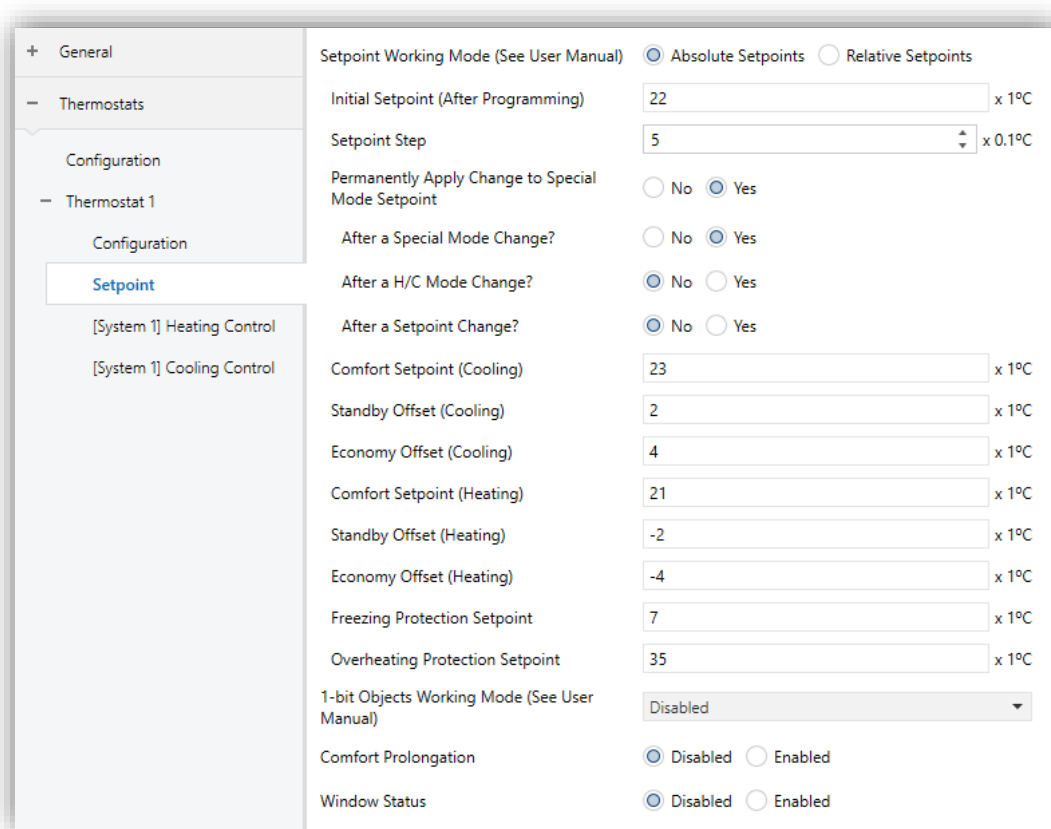 + General
− Thermostats
Configuration
− Thermostat 1
Configuration
Setpoint
[System 1] Heating Control
[System 1] Cooling Control
Setpoint Working Mode (See User Manual) Absolute Setpoints Relative Setpoints
Initial Setpoint (After Programming) 22 x 1ºC
Setpoint Step 5 x 0.1ºC
Permanently Apply Change to Special
Mode Setpoint No Yes
After a Special Mode Change? No Yes
After a H/C Mode Change? No Yes
After a Setpoint Change? No Yes
Comfort Setpoint (Cooling) 23 x 1ºC
Standby Offset (Cooling) 2 x 1ºC
Economy Offset (Cooling) 4 x 1ºC
Comfort Setpoint (Heating) 21 x 1ºC
Standby Offset (Heating) -2 x 1ºC
Economy Offset (Heating) -4 x 1ºC
Freezing Protection Setpoint 7 x 1ºC
Overheating Protection Setpoint 35 x 1ºC
1-bit Objects Working Mode (See User
Manual) Disabled
Comfort Prolongation Disabled Enabled
Window Status Disabled Enabled